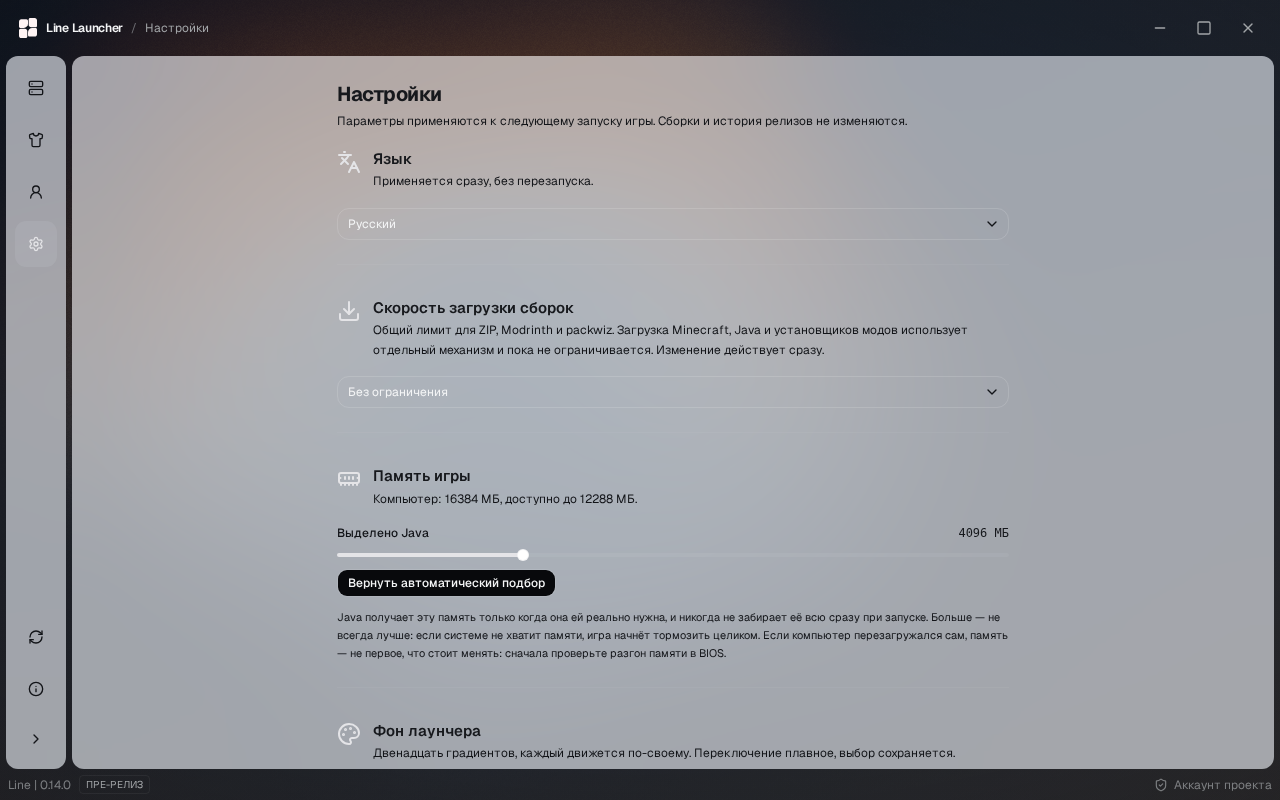 Line Launcher / Настройки
Настройки
Параметры применяются к следующему запуску игры. Сборки и история релизов не изменяются.
Язык
Применяется сразу, без перезапуска.
Русский
Скорость загрузки сборок
Общий лимит для ZIP, Modrinth и packwiz. Загрузка Minecraft, Java и установщиков модов использует
отдельный механизм и пока не ограничивается. Изменение действует сразу.
Без ограничения
Память игры
Компьютер: 16384 МБ, доступно до 12288 МБ.
Выделено Java 4096 МБ
Вернуть автоматический подбор
Java получает эту память только когда она ей реально нужна, и никогда не забирает её всю сразу при запуске. Больше — не
всегда лучше: если системе не хватит памяти, игра начнёт тормозить целиком. Если компьютер перезагружался сам, память
— не первое, что стоит менять: сначала проверьте разгон памяти в BIOS.
Фон лаунчера
Двенадцать градиентов, каждый движется по-своему. Переключение плавное, выбор сохраняется.
Line | 0.14.0 ПРЕ-РЕЛИЗ Аккаунт проекта